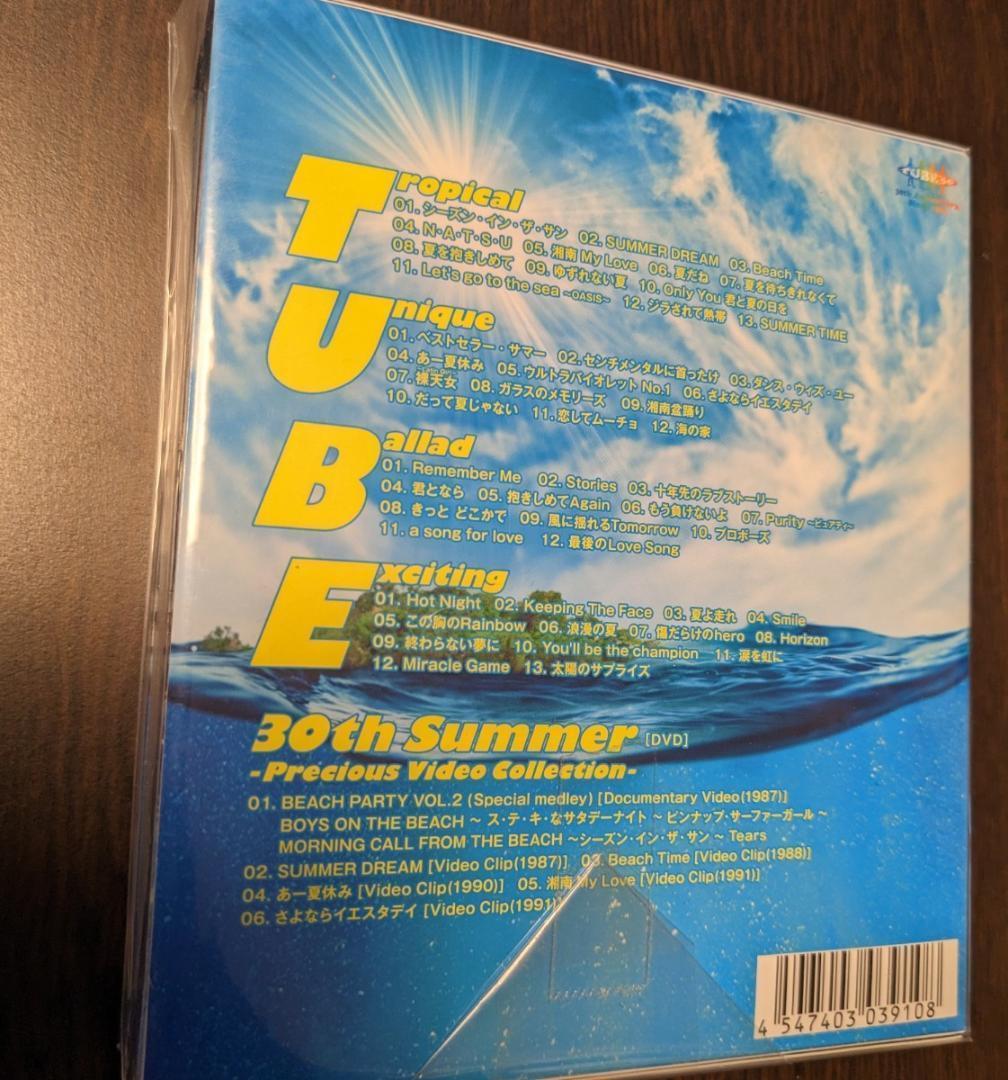 TUBE30
Tropical
01. シーズン・イン・ザ・サン 02. SUMMER DREAM 03. Beach Time
04. N・A・T・S・U 05. 湘南 My Love 06. 夏だね 07. 夏を待ちきれなくて
08. 夏を抱きしめて 09. ゆずれない夏 10. Only You 君と夏の日を
11. Let's go to the sea ~OASIS~ 12. ジラされて熱帯 13. SUMMER TIME
Unique
01. ベストセラー・サマー 02. センチメンタルに首ったけ 03. ダンス・ウィズ・ユー
04. あー夏休み 05. ウルトラバイオレット No.1 06. さよならイエスタデイ
07. 裸天女 08. ガラスのメモリーズ 09. 湘南盆踊り
10. だって夏じゃない 11. 恋してムーチョ 12. 海の家
Ballad
01. Remember Me 02. Stories 03. 十年先のラブストーリー
04. 君となら 05. 抱きしめてAgain 06. もう負けないよ 07. Purity ~ピュアティ~
08. きっと どこかで 09. 風に揺れるTomorrow 10. プロポーズ
11. a song for love 12. 最後のLove Song
Exciting
01. Hot Night 02. Keeping The Face 03. 夏よ走れ 04. Smile
05. この胸のRainbow 06. 浪漫の夏 07. 傷だらけのhero 08. Horizon
09. 終わらない夢に 10. You'll be the champion 11. 涙を虹に
12. Miracle Game 13. 太陽のサプライズ
30th Summer [DVD]
-Precious Video Collection-
01. BEACH PARTY VOL.2 (Special medley) [Documentary Video(1987)]
BOYS ON THE BEACH ~ ス・テ・キ・なサタデーナイト ~ ピンナップ・サーファーガール ~
MORNING CALL FROM THE BEACH ~シーズン・イン・ザ・サン ~ Tears
02. SUMMER DREAM [Video Clip(1987)] 03. Beach Time [Video Clip(1988)]
04. あー夏休み [Video Clip(1990)] 05. 湘南 My Love [Video Clip(1991)]
06. さよならイエスタデイ [Video Clip(1991)]
4 547403 039108